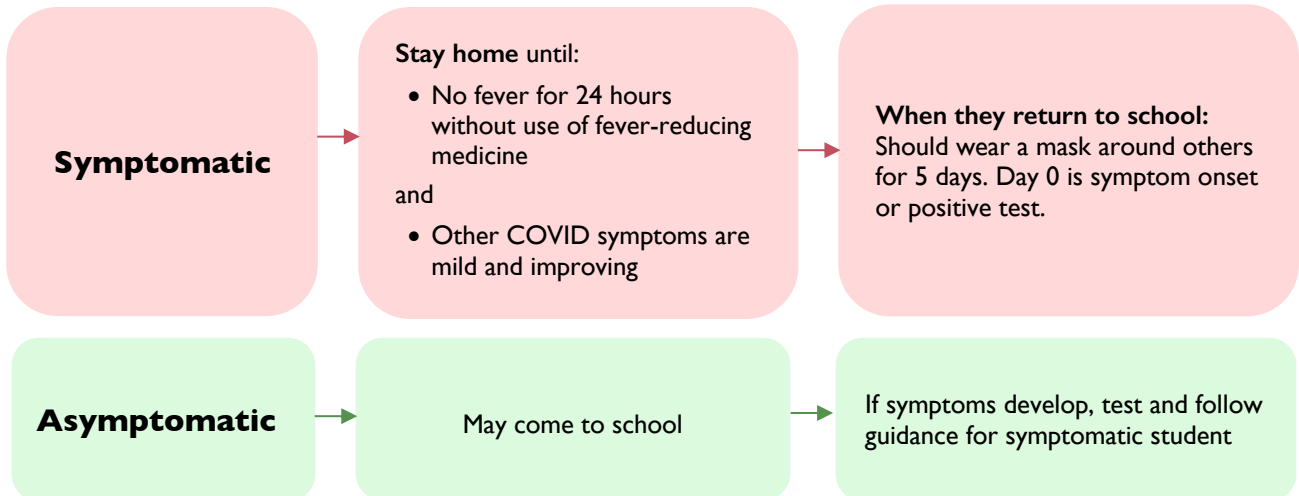 Symptomatic
Stay home until:
• No fever for 24 hours
without use of fever-reducing
medicine
and
• Other COVID symptoms are
mild and improving
When they return to school:
Should wear a mask around others
for 5 days. Day 0 is symptom onset
or positive test.
Asymptomatic
May come to school
If symptoms develop, test and follow
guidance for symptomatic student